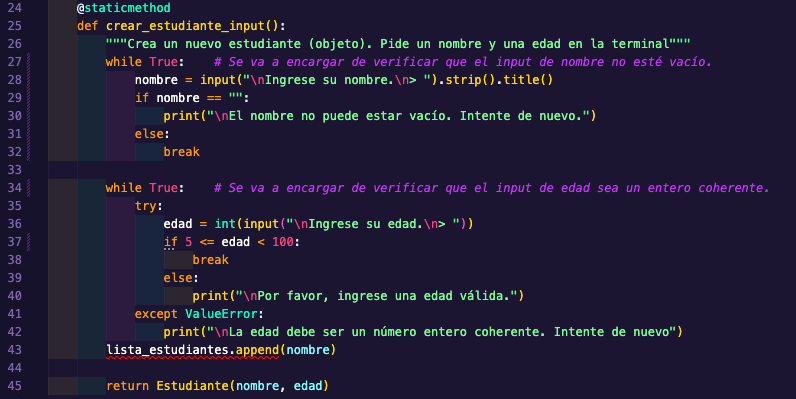 24 @staticmethod
25 def crear_estudiante_input():
26 """Crea un nuevo estudiante (objeto). Pide un nombre y una edad en la terminal"""
27 while True: # Se va a encargar de verificar que el input de nombre no esté vacío.
28 nombre = input("\nIngrese su nombre.\n> ").strip().title()
29 if nombre == "":
30 print("\nEl nombre no puede estar vacío. Intente de nuevo.")
31 else:
32 break
33
34 while True: # Se va a encargar de verificar que el input de edad sea un entero coherente.
35 try:
36 edad = int(input("\nIngrese su edad.\n> "))
37 if 5 <= edad < 100:
38 break
39 else:
40 print("\nPor favor, ingrese una edad válida.")
41 except ValueError:
42 print("\nLa edad debe ser un número entero coherente. Intente de nuevo")
43 lista_estudiantes.append(nombre)
44
45 return Estudiante(nombre, edad)